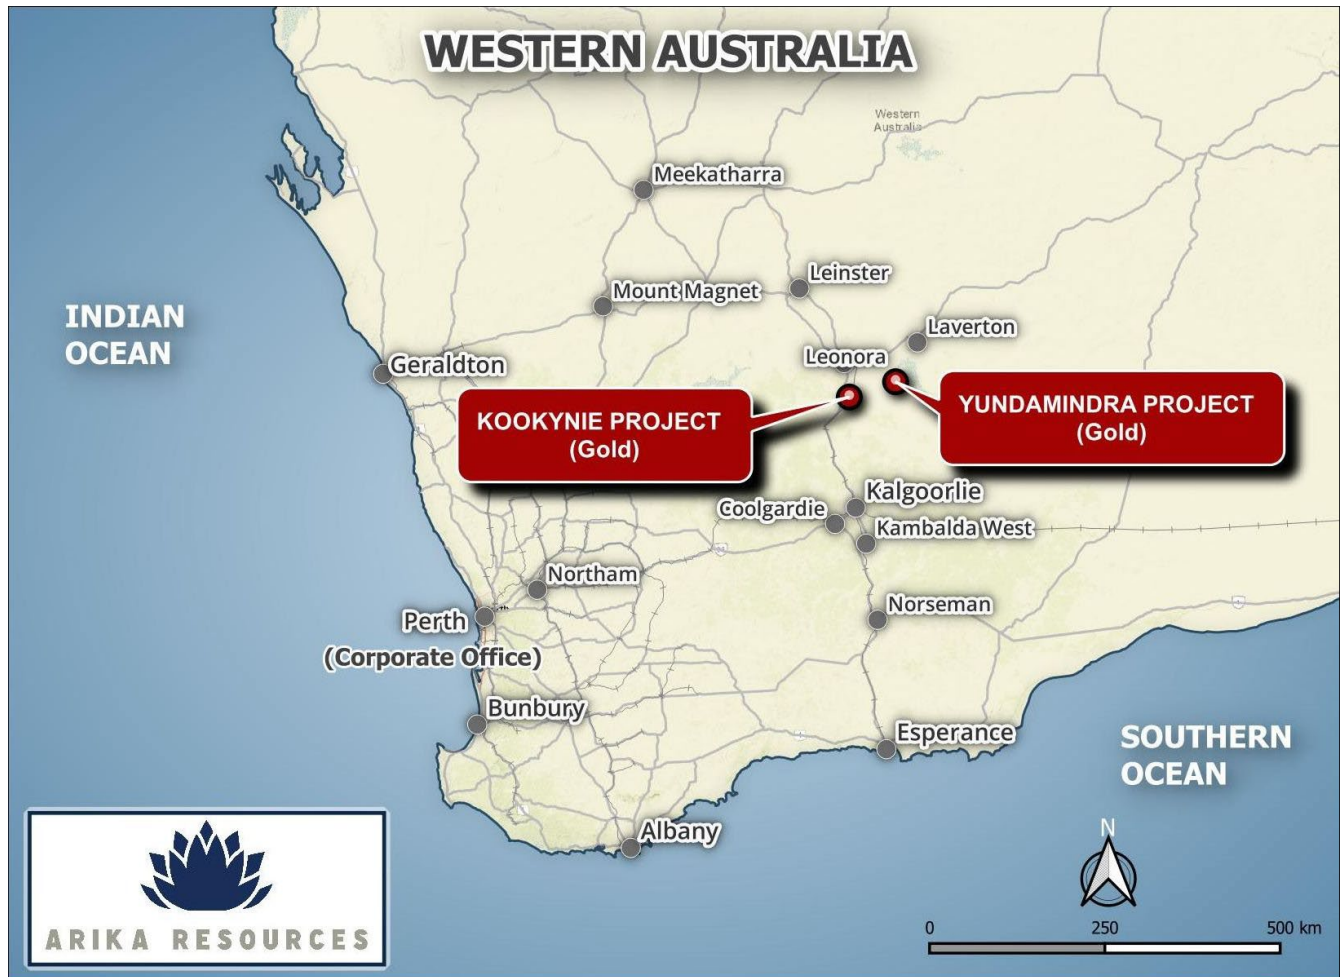 WESTERN AUSTRALIA
Western
Australia
Meekatharra
Leinster
Mount Magnet
INDIAN
OCEAN
Laverton
Leonora
Geraldton
KOOKYNIE PROJECT
(Gold)
YUNDAMINDRA PROJECT
(Gold)
Kalgoorlie
Coolgardie
Kambalda West
Northam
Norseman
Perth
(Corporate Office)
Bunbury
Esperance
SOUTHERN
OCEAN
Albany
N
ARIKA RESOURCES
0 250 500 km